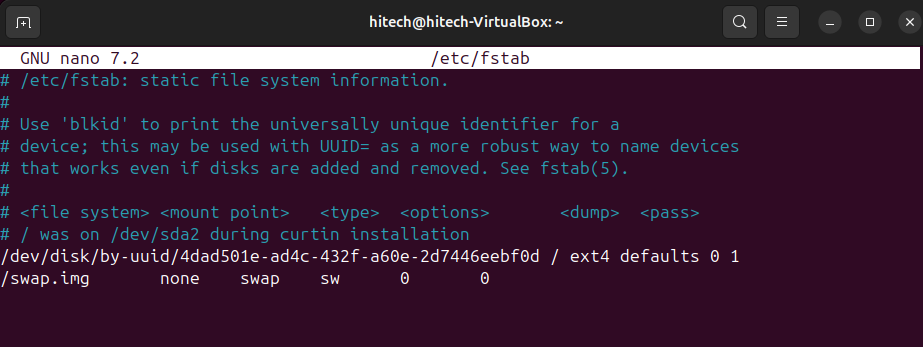 hitech@hitech-VirtualBox: ~
GNU nano 7.2 /etc/fstab
# /etc/fstab: static file system information.
#
# Use 'blkid' to print the universally unique identifier for a
# device; this may be used with UUID= as a more robust way to name devices
# that works even if disks are added and removed. See fstab(5).
#
# <file system> <mount point>   <type>  <options>       <dump>  <pass>
# / was on /dev/sda2 during curtin installation
/dev/disk/by-uuid/4dad501e-ad4c-432f-a60e-2d7446eebf0d / ext4 defaults 0 1
/swap.img       none    swap    sw      0       0